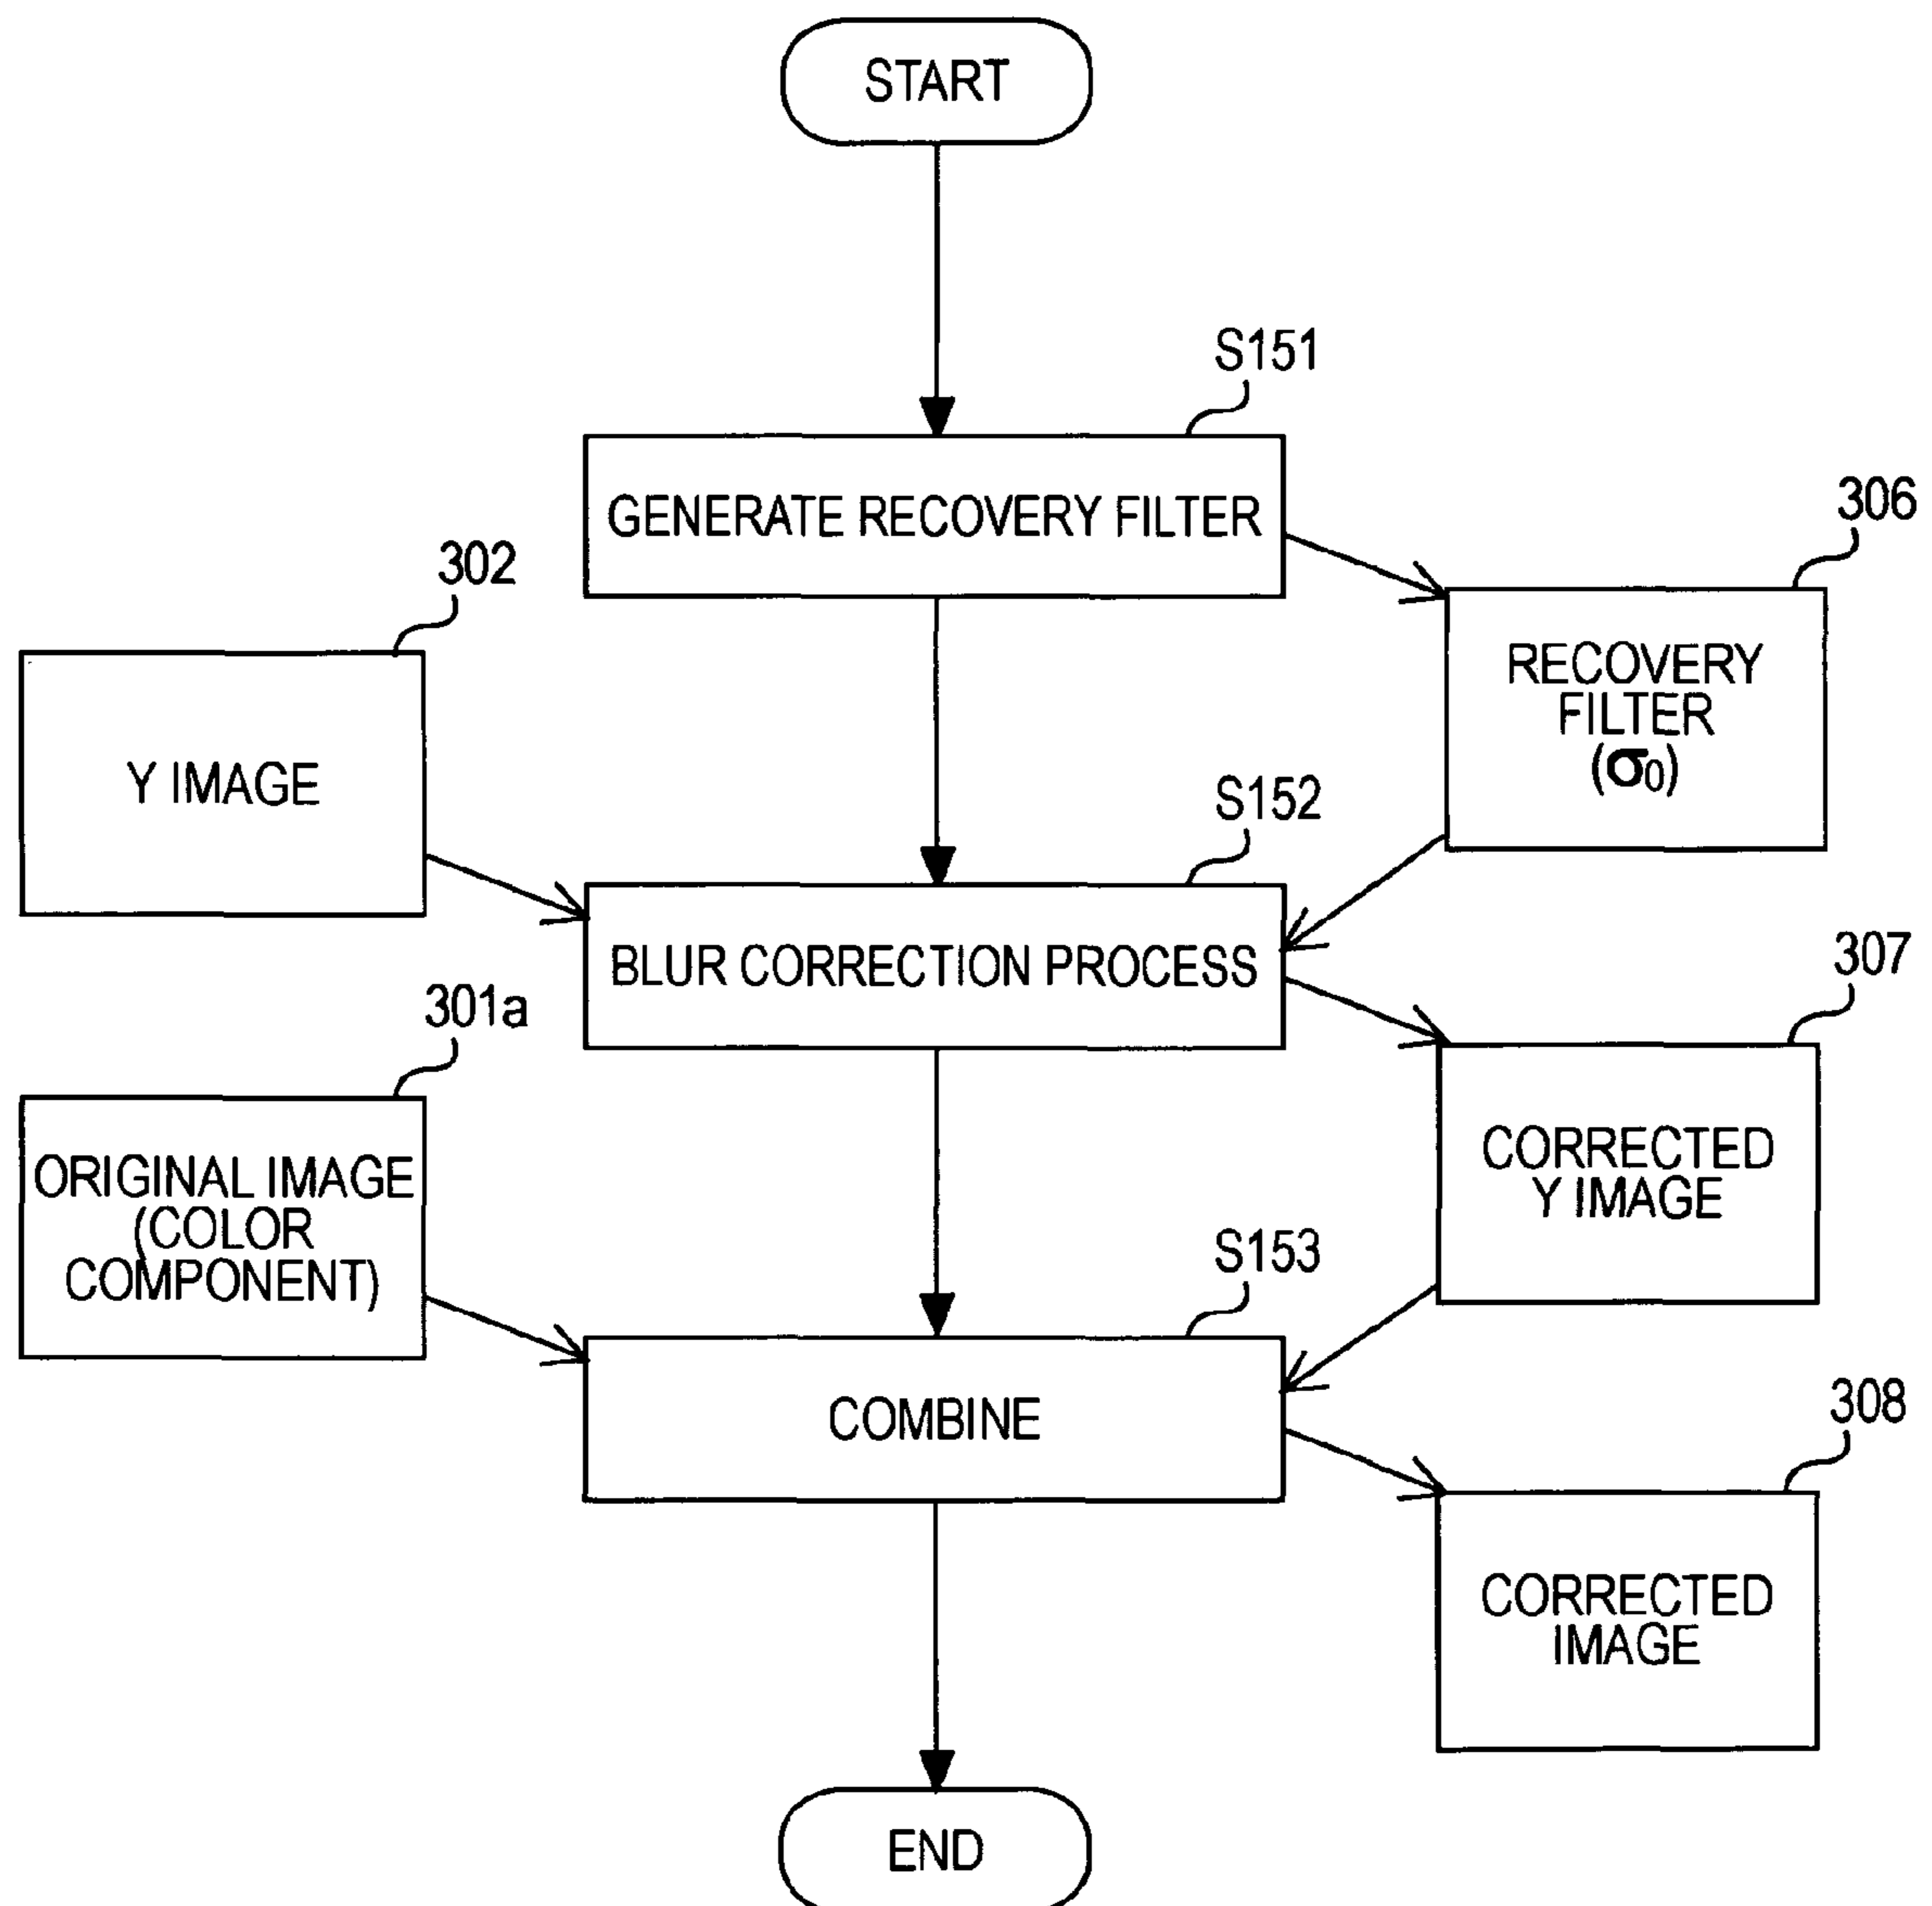 START
S151
GENERATE RECOVERY FILTER
306
302
RECOVERY
FILTER
(σ0)
Y IMAGE
S152
BLUR CORRECTION PROCESS
307
301a
CORRECTED
Y IMAGE
ORIGINAL IMAGE
(COLOR
COMPONENT)
S153
COMBINE
308
CORRECTED
IMAGE
END